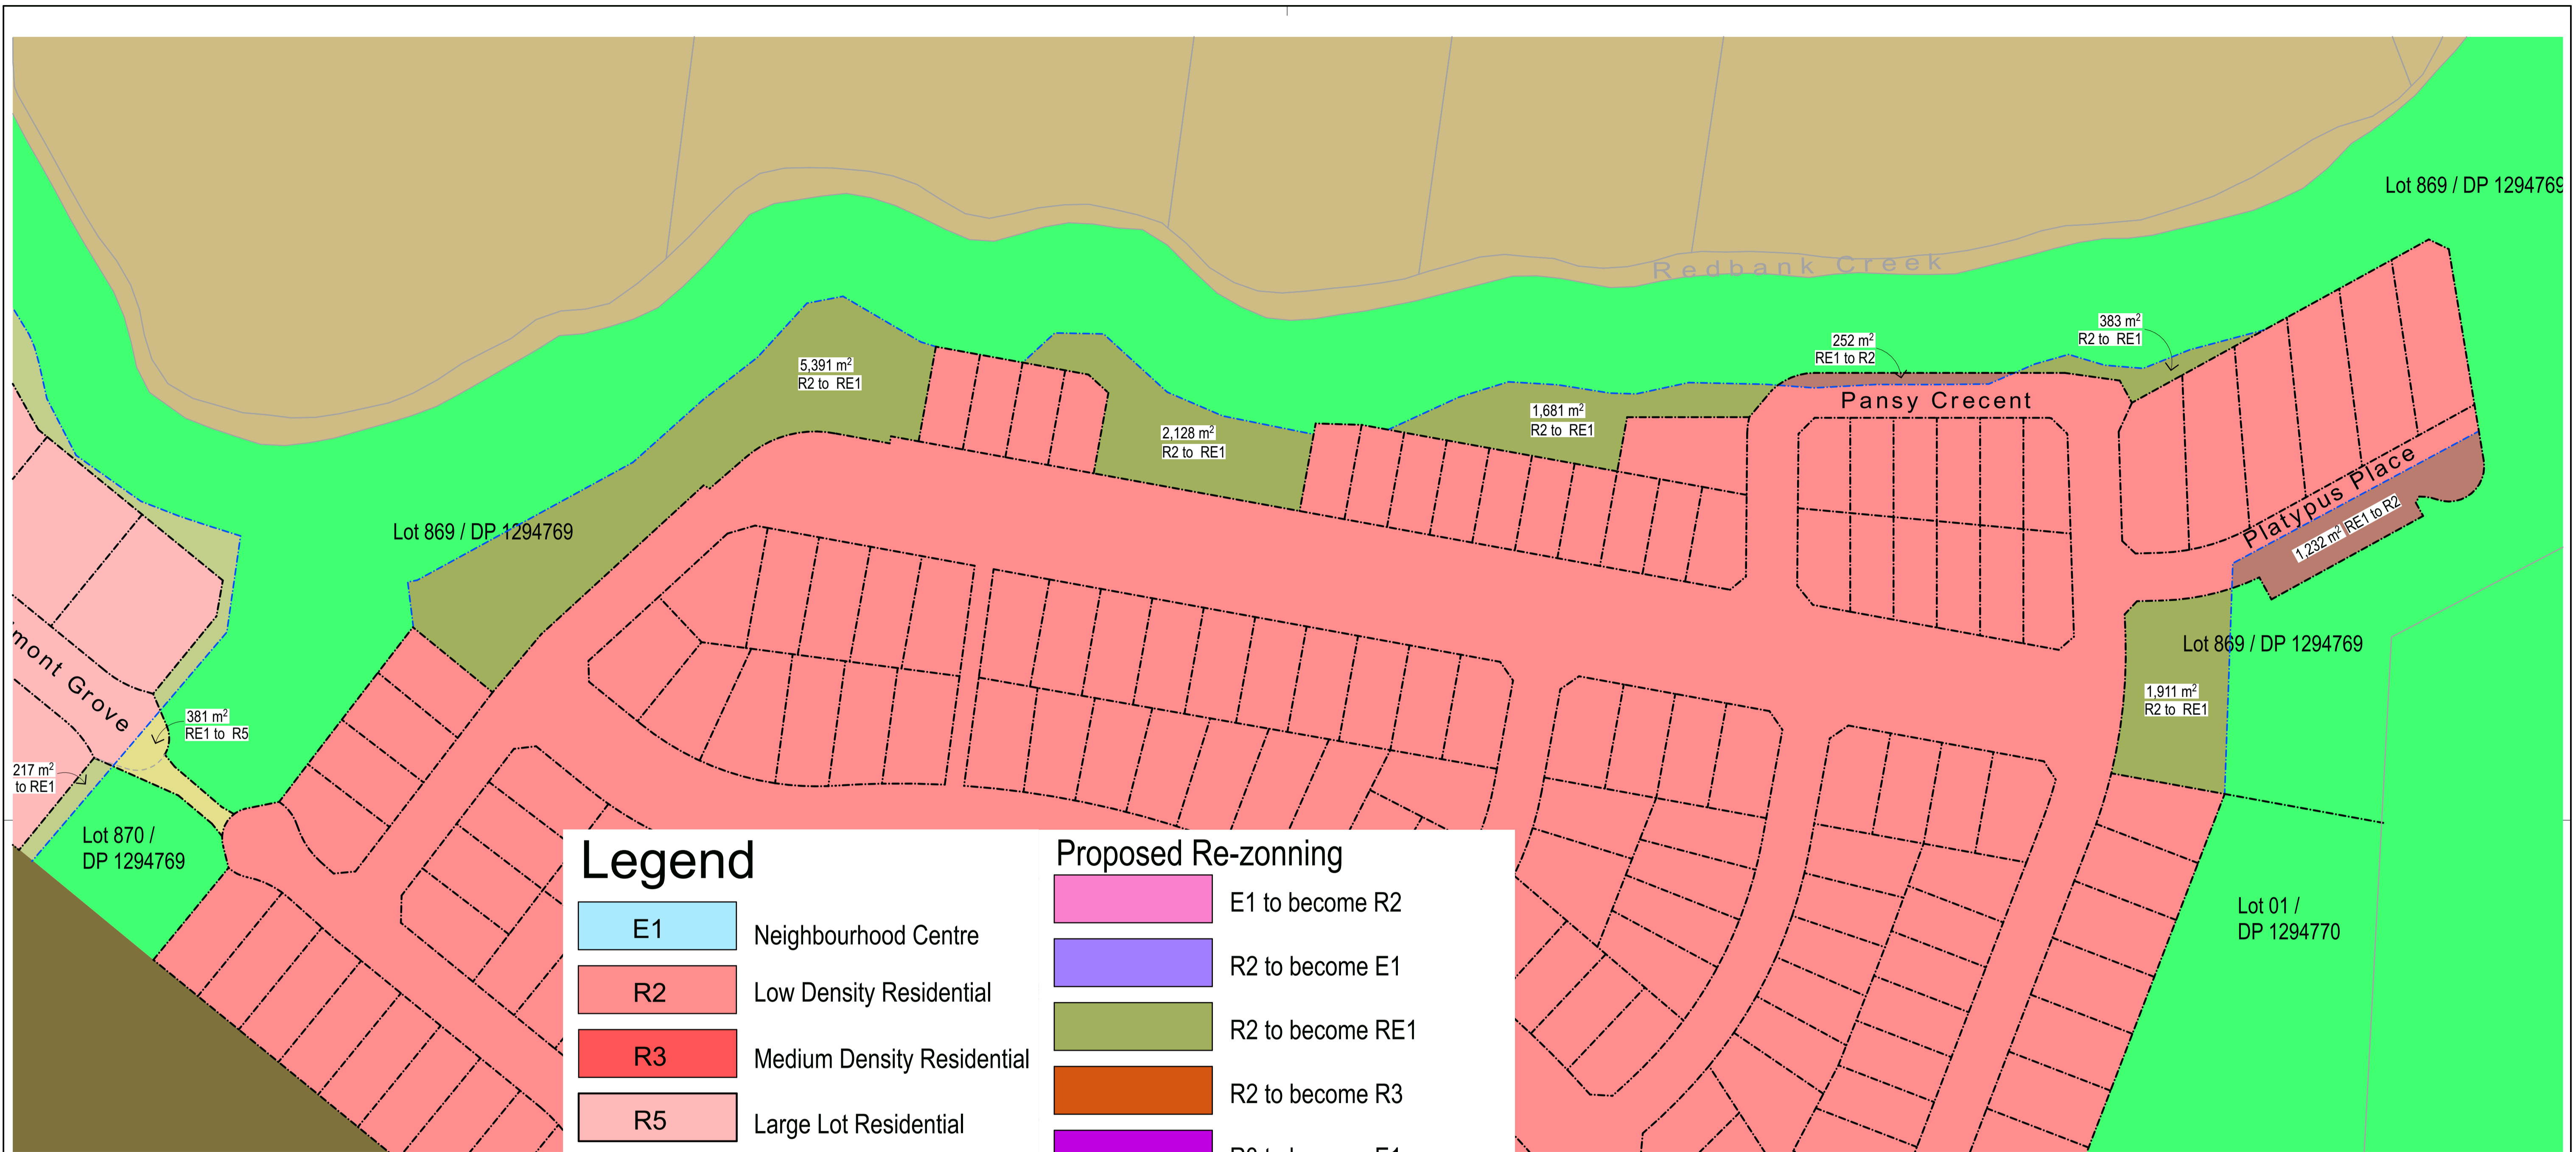 Lot 869 / DP 1294769
Redbank Creek
383 m²
R2 to RE1
252 m²
RE1 to R2
5,391 m²
R2 to RE1
Pansy Crecent
1,681 m²
R2 to RE1
2,128 m²
R2 to RE1
Platypus Place
1,232 m² RE1 to R2
Lot 869 / DP 1294769
Lot 869 / DP 1294769
mont Grove
1,911 m²
R2 to RE1
381 m²
RE1 to R5
217 m²
to RE1
Lot 870 /
DP 1294769
Lot 01 /
DP 1294770
Legend
E1 Neighbourhood Centre
R2 Low Density Residential
R3 Medium Density Residential
R5 Large Lot Residential
Proposed Re-zonning
E1 to become R2
R2 to become E1
R2 to become RE1
R2 to become R3